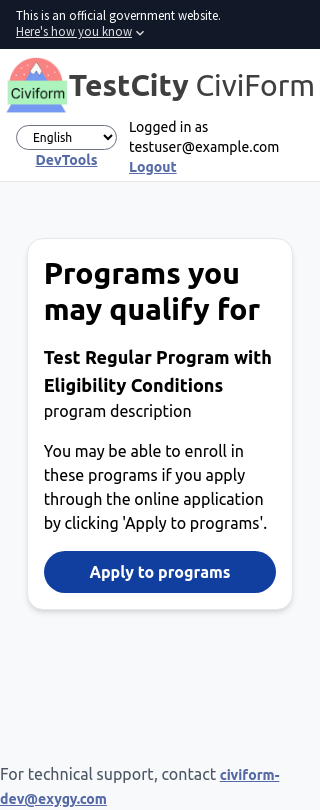 This is an official government website.
Here's how you know
Civiform
TestCity CiviForm
English
DevTools
Logged in as
testuser@example.com
Logout
Programs you
may qualify for
Test Regular Program with
Eligibility Conditions
program description
You may be able to enroll in
these programs if you apply
through the online application
by clicking 'Apply to programs'.
Apply to programs
For technical support, contact civiform-
dev@exygy.com